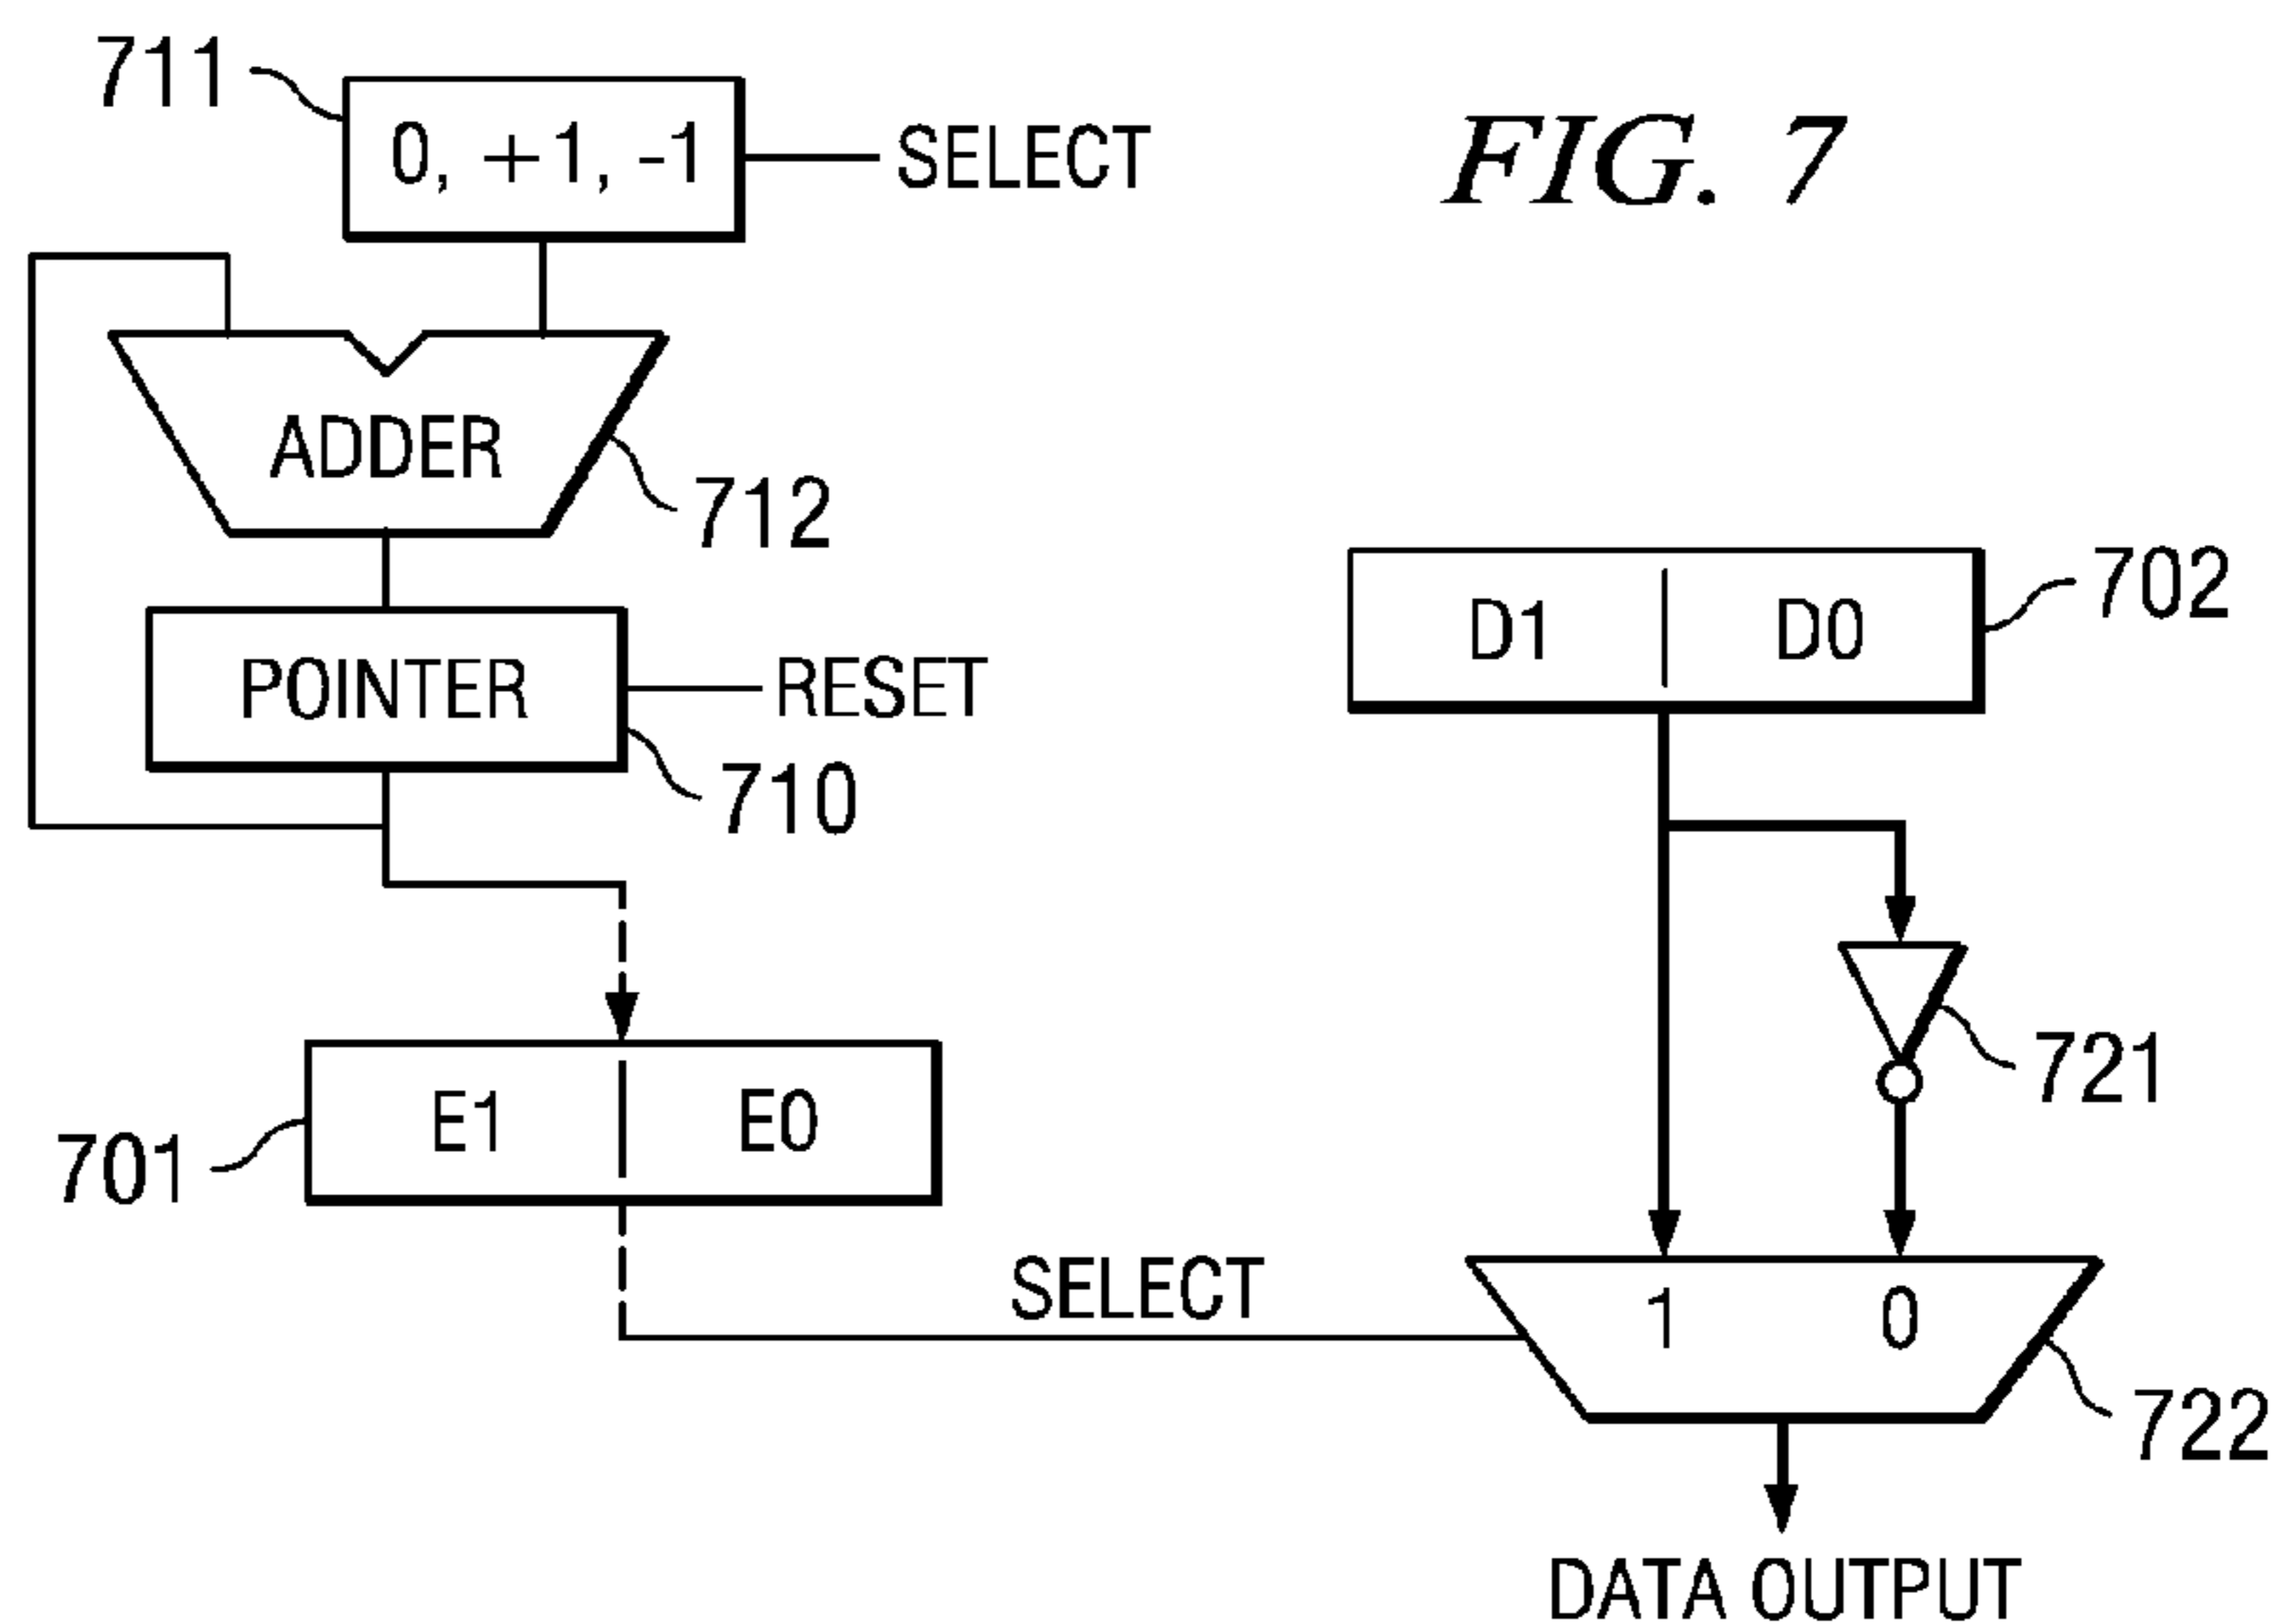 711
0, +1, -1
SELECT
FIG. 7
ADDER
712
POINTER
RESET
710
D1 | D0
702
E1 | E0
701
721
SELECT
1 0
722
DATA OUTPUT